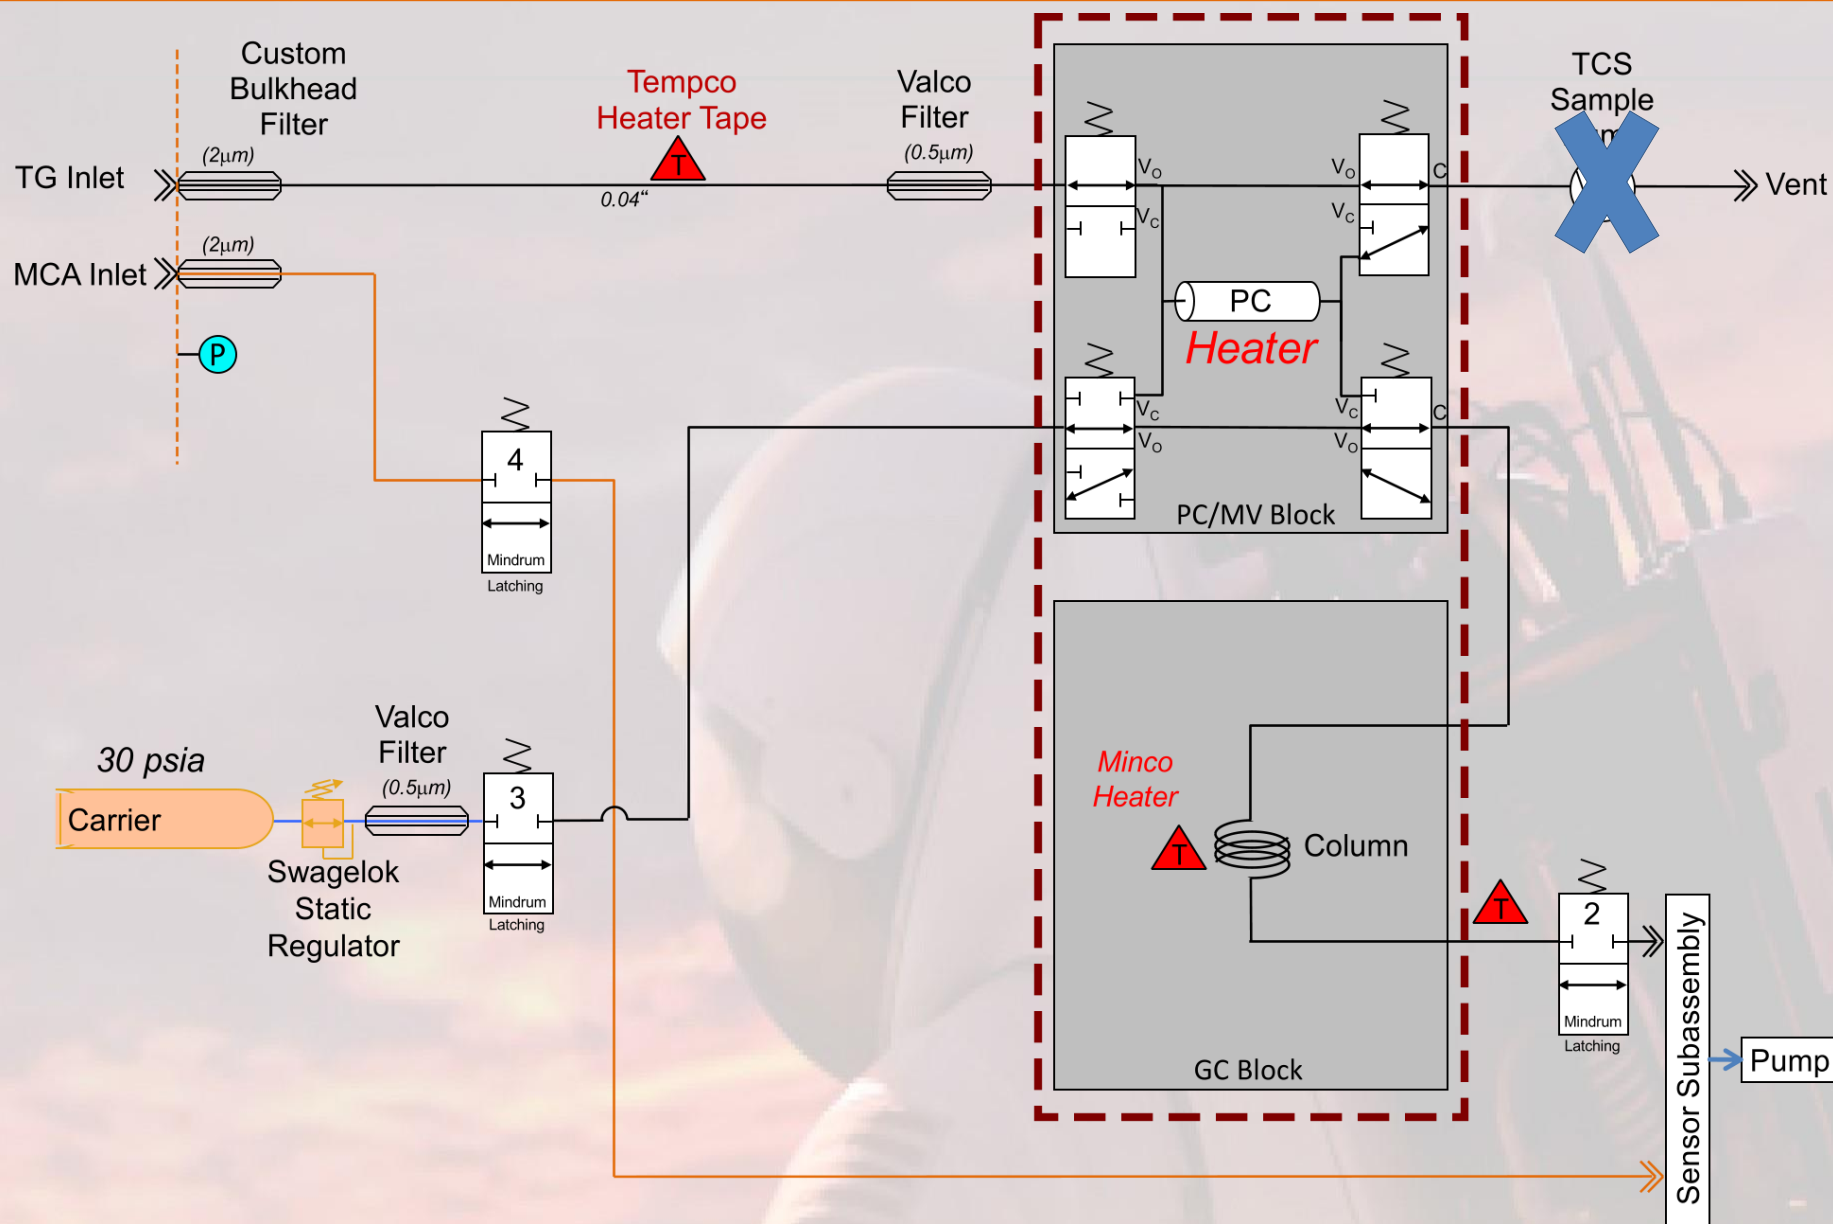 Custom
Bulkhead
Filter
(2μm)
TG Inlet
Tempco
Heater Tape
T
0.04“
Valco
Filter
(0.5μm)
TCS
Sample
Vent
(2μm)
MCA Inlet
P
VO
VC
VO
VC
C
PC
Heater
VC
VO
VC
VO
C
PC/MV Block
4
Mindrum
Latching
30 psia
Carrier
Swagelok
Static
Regulator
Valco
Filter
(0.5μm)
3
Mindrum
Latching
Minco
Heater
T
Column
GC Block
T
2
Mindrum
Latching
Sensor Subassembly
Pump